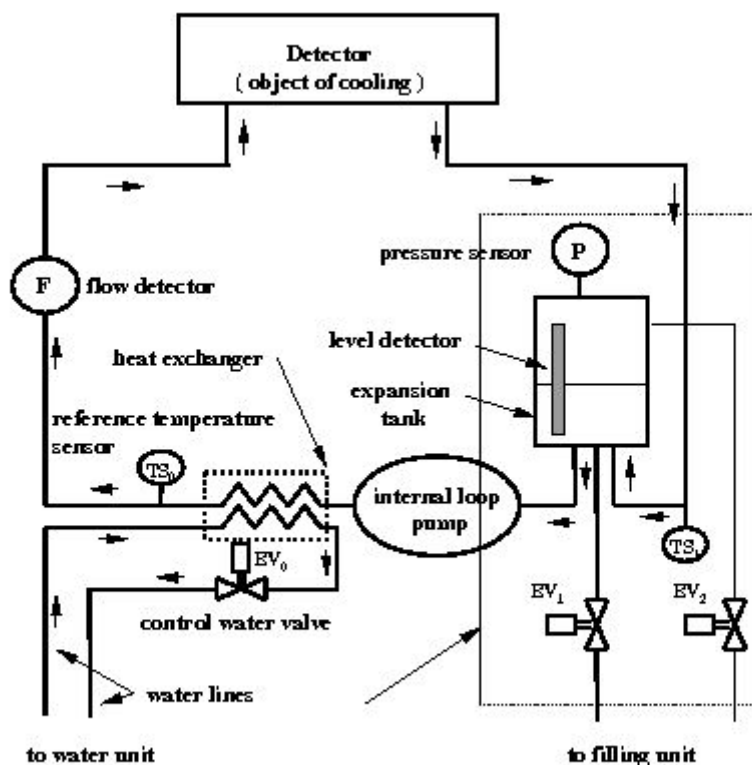 Detector
( object of cooling )
P
pressure sensor
F
flow detector
level detector
heat exchanger
expansion
tank
reference temperature
sensor
TS0
internal loop
pump
TS1
EV0
EV1
EV2
control water valve
water lines
to water unit
to filling unit